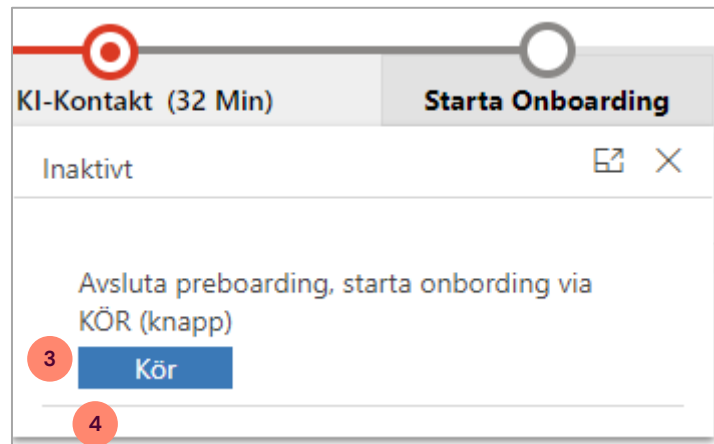 KI-Kontakt (32 Min)
Starta Onboarding
Inaktivt
Avsluta preboarding, starta onbording via
KÖR (knapp)
3
Kör
4